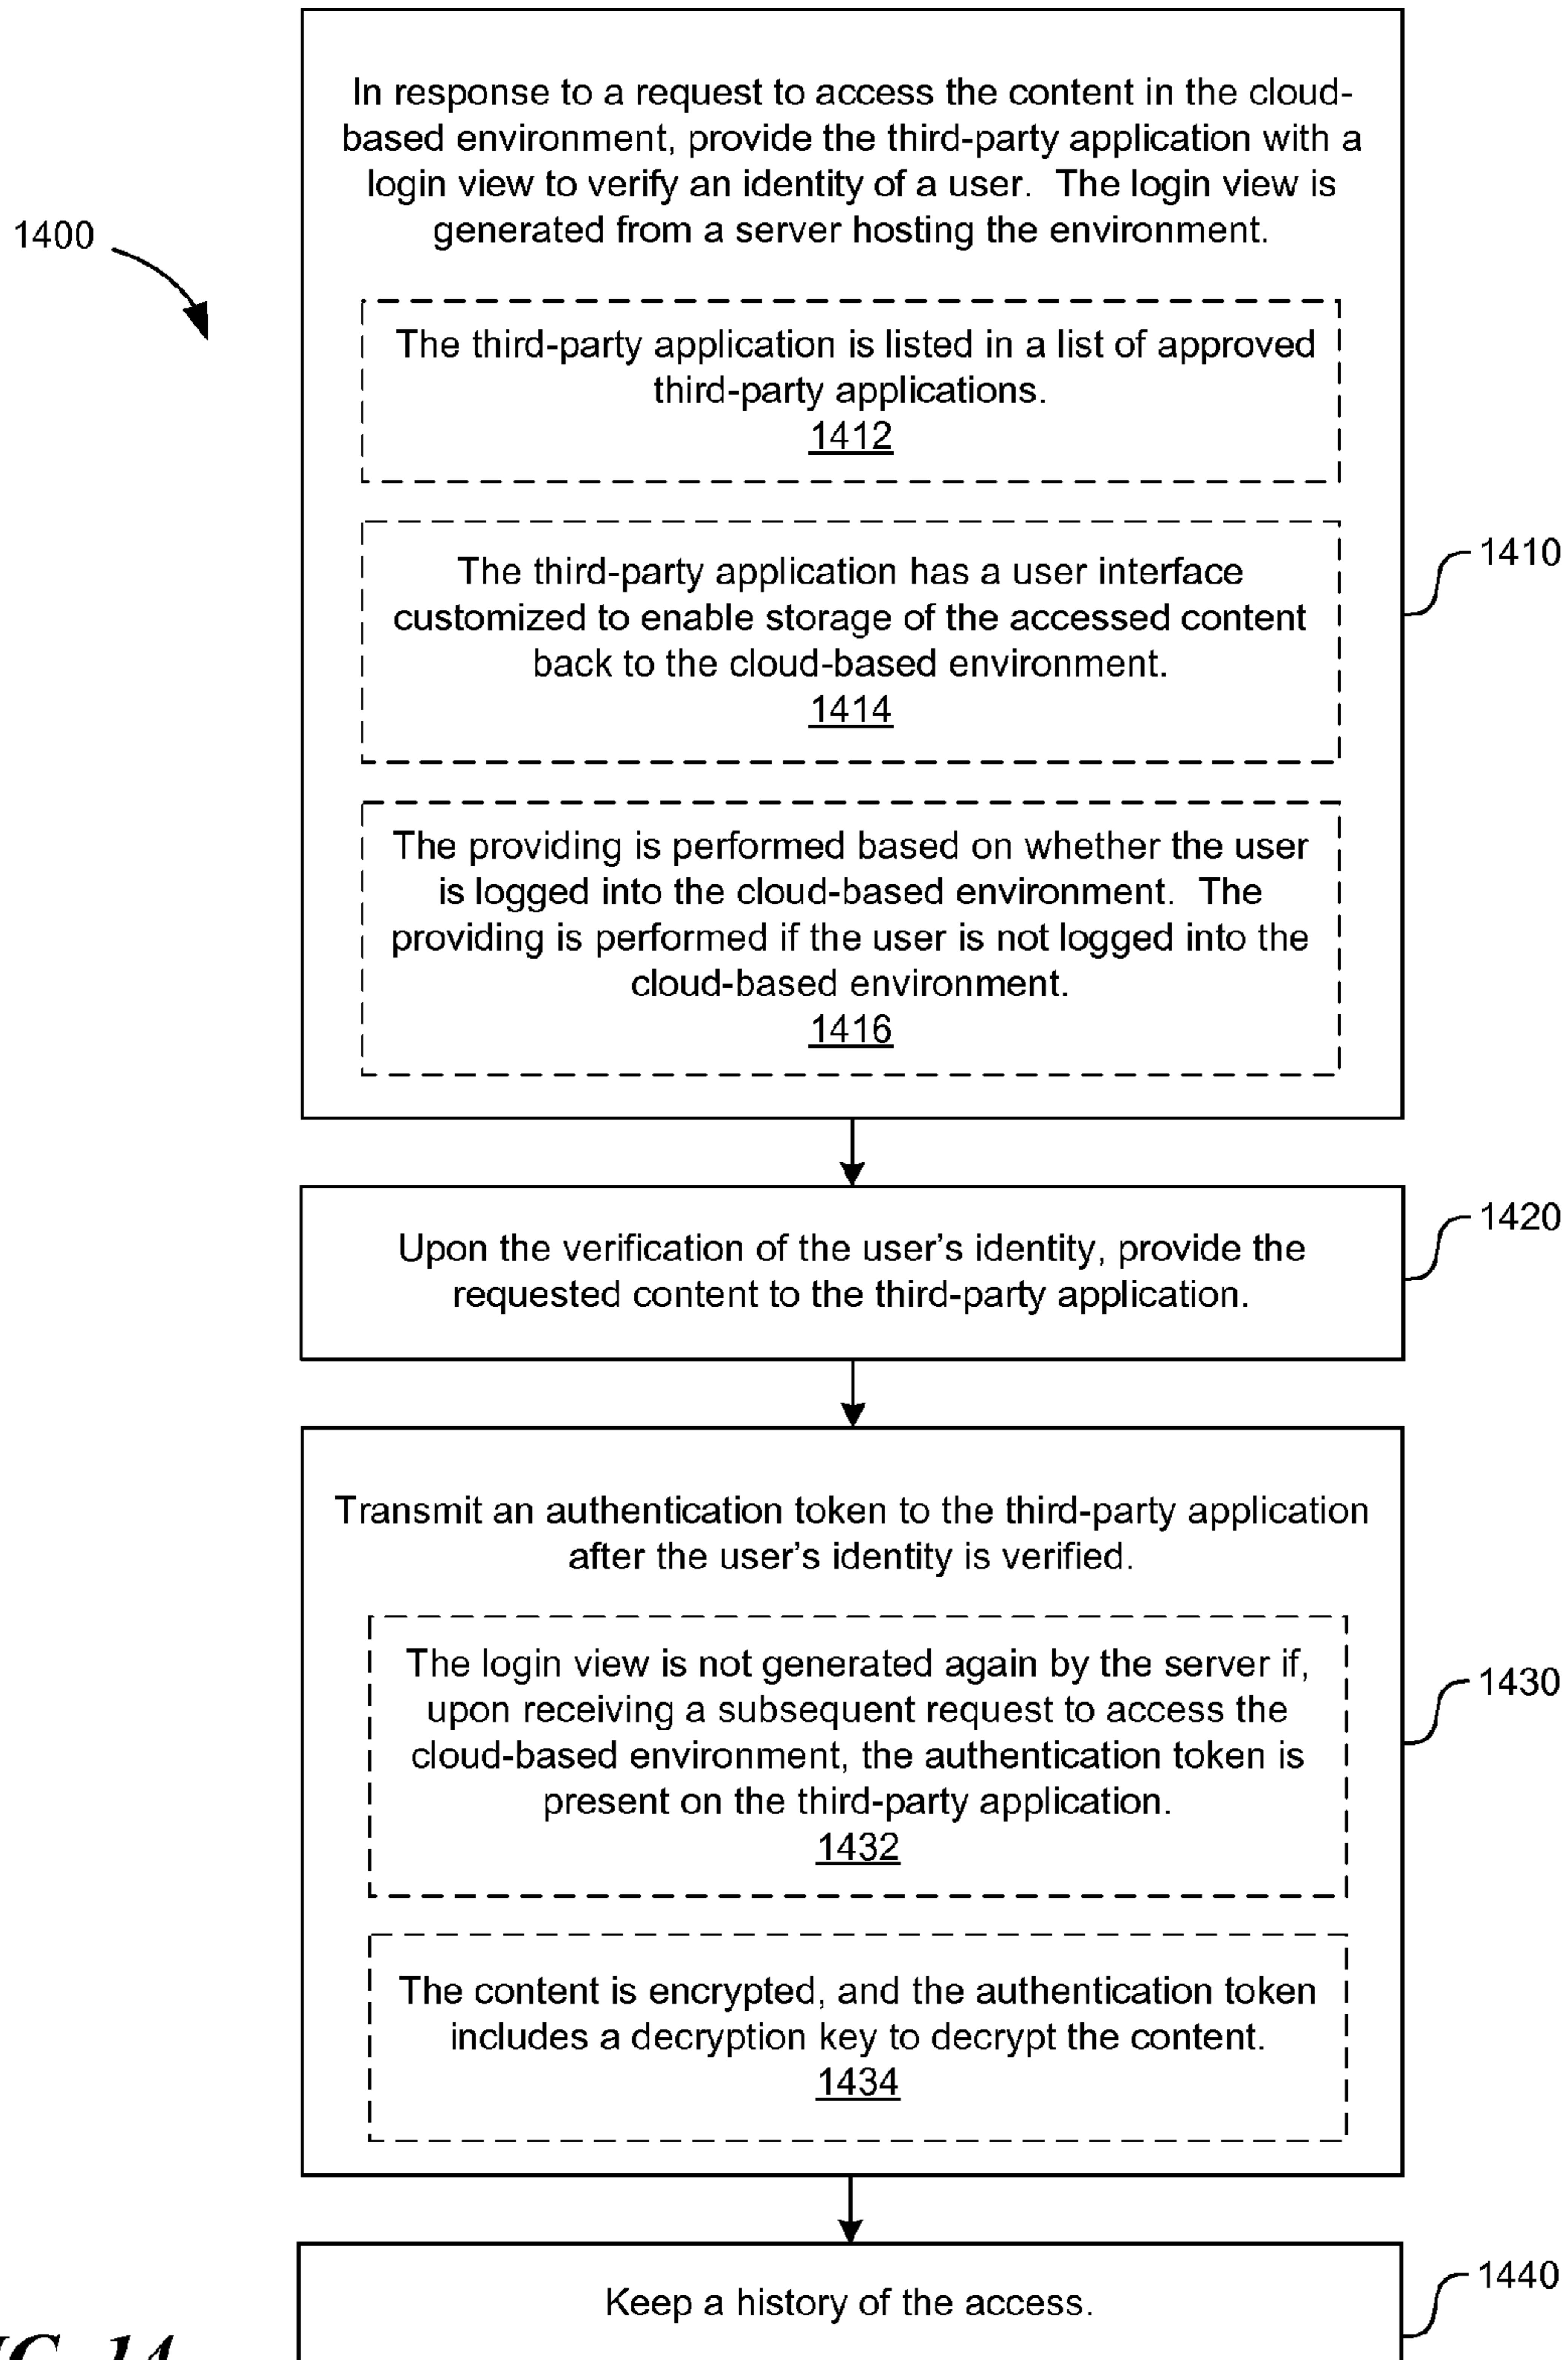 In response to a request to access the content in the cloud-
based environment, provide the third-party application with a
login view to verify an identity of a user.  The login view is
generated from a server hosting the environment.
1400
The third-party application is listed in a list of approved
third-party applications.
1412
The third-party application has a user interface
customized to enable storage of the accessed content
back to the cloud-based environment.
1414
1410
The providing is performed based on whether the user
is logged into the cloud-based environment.  The
providing is performed if the user is not logged into the
cloud-based environment.
1416
Upon the verification of the user’s identity, provide the
requested content to the third-party application.
1420
Transmit an authentication token to the third-party application
after the user’s identity is verified.
The login view is not generated again by the server if,
upon receiving a subsequent request to access the
cloud-based environment, the authentication token is
present on the third-party application.
1432
1430
The content is encrypted, and the authentication token
includes a decryption key to decrypt the content.
1434
Keep a history of the access.
1440